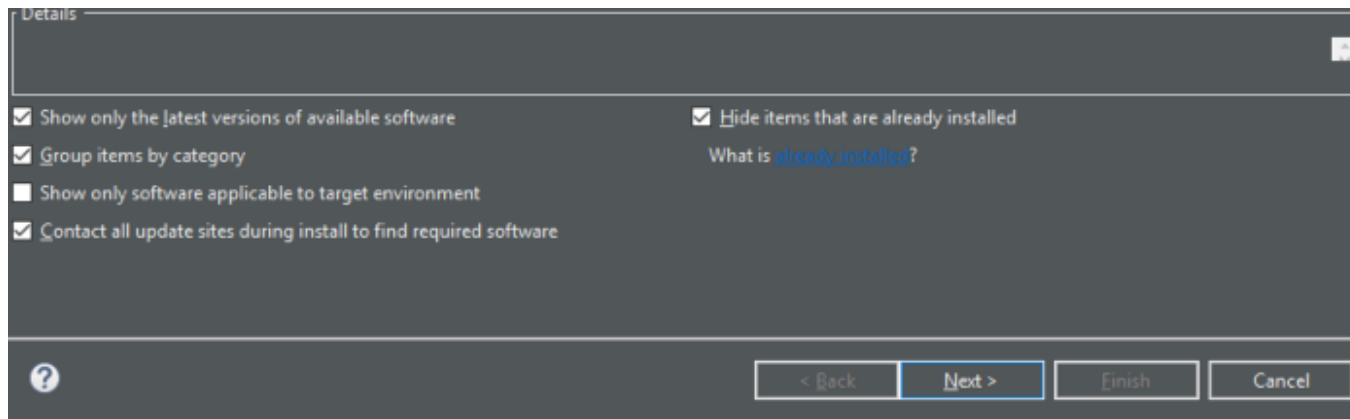 Details
Show only the latest versions of available software
Hide items that are already installed
Group items by category
What is already installed?
Show only software applicable to target environment
Contact all update sites during install to find required software
?
< Back
Next >
Finish
Cancel